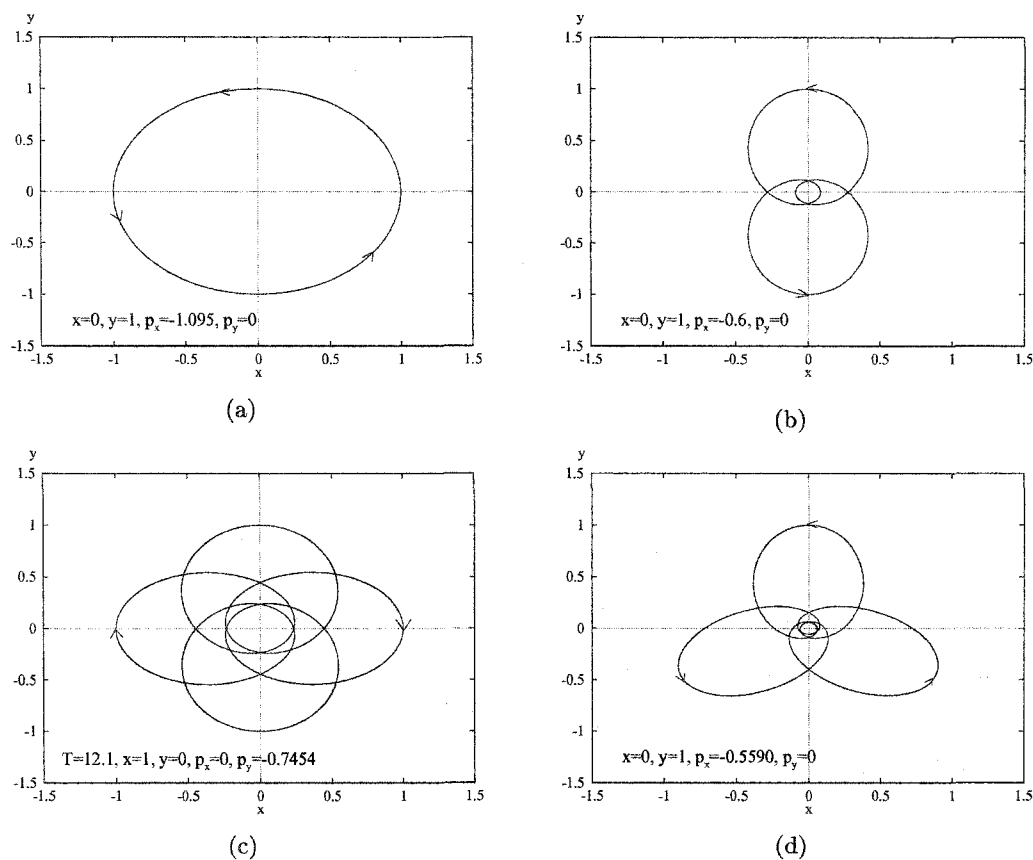 y
1.5
1
0.5
0
-0.5
-1
-1.5
x=0, y=1, p_x=-1.095, p_y=0
-1.5 -1 -0.5 0 0.5 1 1.5
x
(a)
y
1.5
1
0.5
0
-0.5
-1
-1.5
x=0, y=1, p_x=-0.6, p_y=0
-1.5 -1 -0.5 0 0.5 1 1.5
x
(b)
y
1.5
1
0.5
0
-0.5
-1
-1.5
T=12.1, x=1, y=0, p_x=0, p_y=-0.7454
-1.5 -1 -0.5 0 0.5 1 1.5
x
(c)
y
1.5
1
0.5
0
-0.5
-1
-1.5
x=0, y=1, p_x=-0.5590, p_y=0
-1.5 -1 -0.5 0 0.5 1 1.5
x
(d)